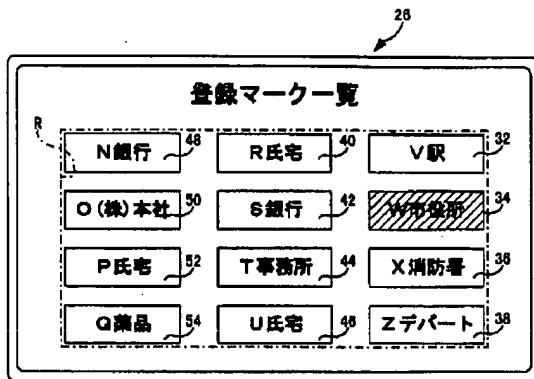 26
登録マーク一覧
R
N銀行 48 R氏宅 40 V駅 32
O(株)本社 50 S銀行 42 W市役所 34
P氏宅 52 T事務所 44 X消防署 36
Q薬品 54 U氏宅 46 Zデパート 38